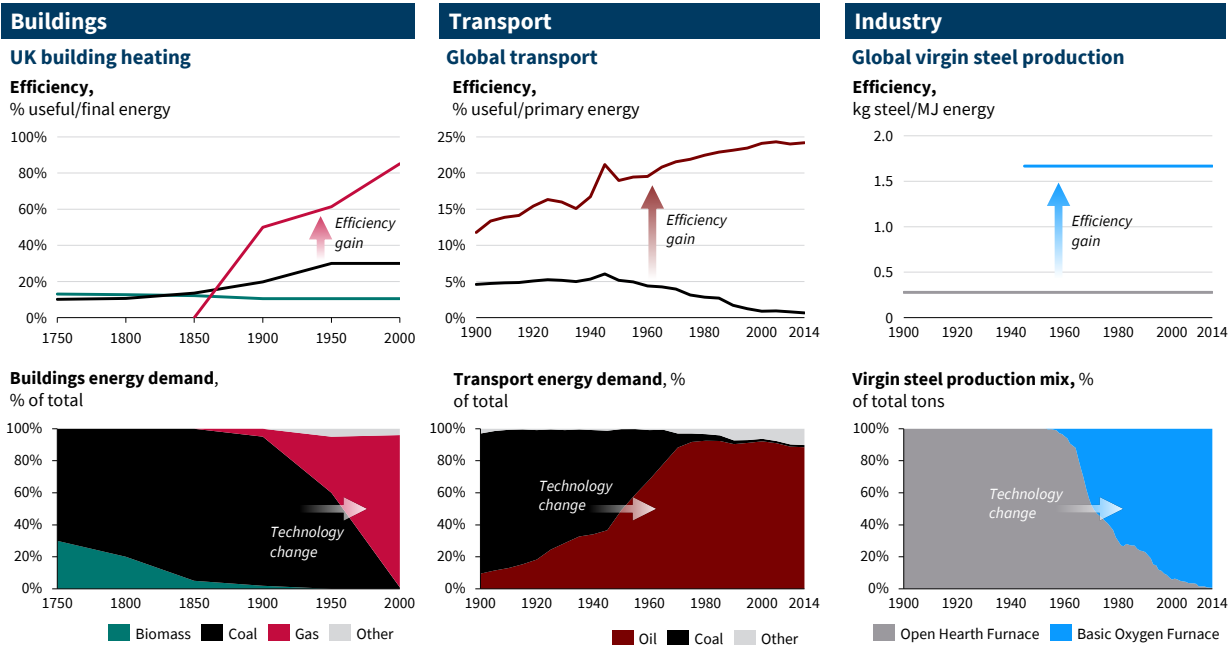 Buildings
UK building heating
Efficiency,
% useful/final energy
100%
80%
60%
40%
20%
0%
1750
1800
1850
1900
1950
2000
Efficiency
gain
Buildings energy demand,
% of total
100%
80%
60%
40%
20%
0%
1750
1800
1850
1900
1950
2000
Technology
change
Biomass
Coal
Gas
Other
Transport
Global transport
Efficiency,
% useful/primary energy
25%
20%
15%
10%
5%
0%
1900
1920
1940
1960
1980
2000
2014
Efficiency
gain
Transport energy demand, %
of total
100%
80%
60%
40%
20%
0%
1900
1920
1940
1960
1980
2000
2014
Technology
change
Oil
Coal
Other
Industry
Global virgin steel production
Efficiency,
kg steel/MJ energy
2.0
1.5
1.0
0.5
0
1900
1920
1940
1960
1980
2000
2014
Efficiency
gain
Virgin steel production mix, %
of total tons
100%
80%
60%
40%
20%
0%
1900
1920
1940
1960
1980
2000
2014
Technology
change
Open Hearth Furnace
Basic Oxygen Furnace